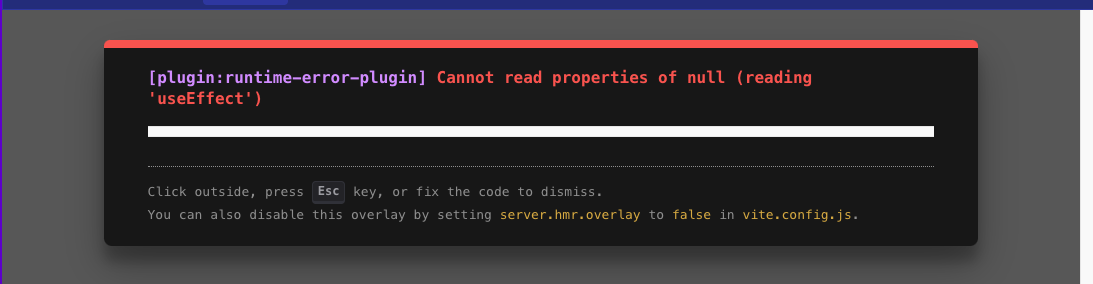 [plugin:runtime-error-plugin] Cannot read properties of null (reading
'useEffect')
Click outside, press Esc key, or fix the code to dismiss.
You can also disable this overlay by setting server.hmr.overlay to false in vite.config.js.